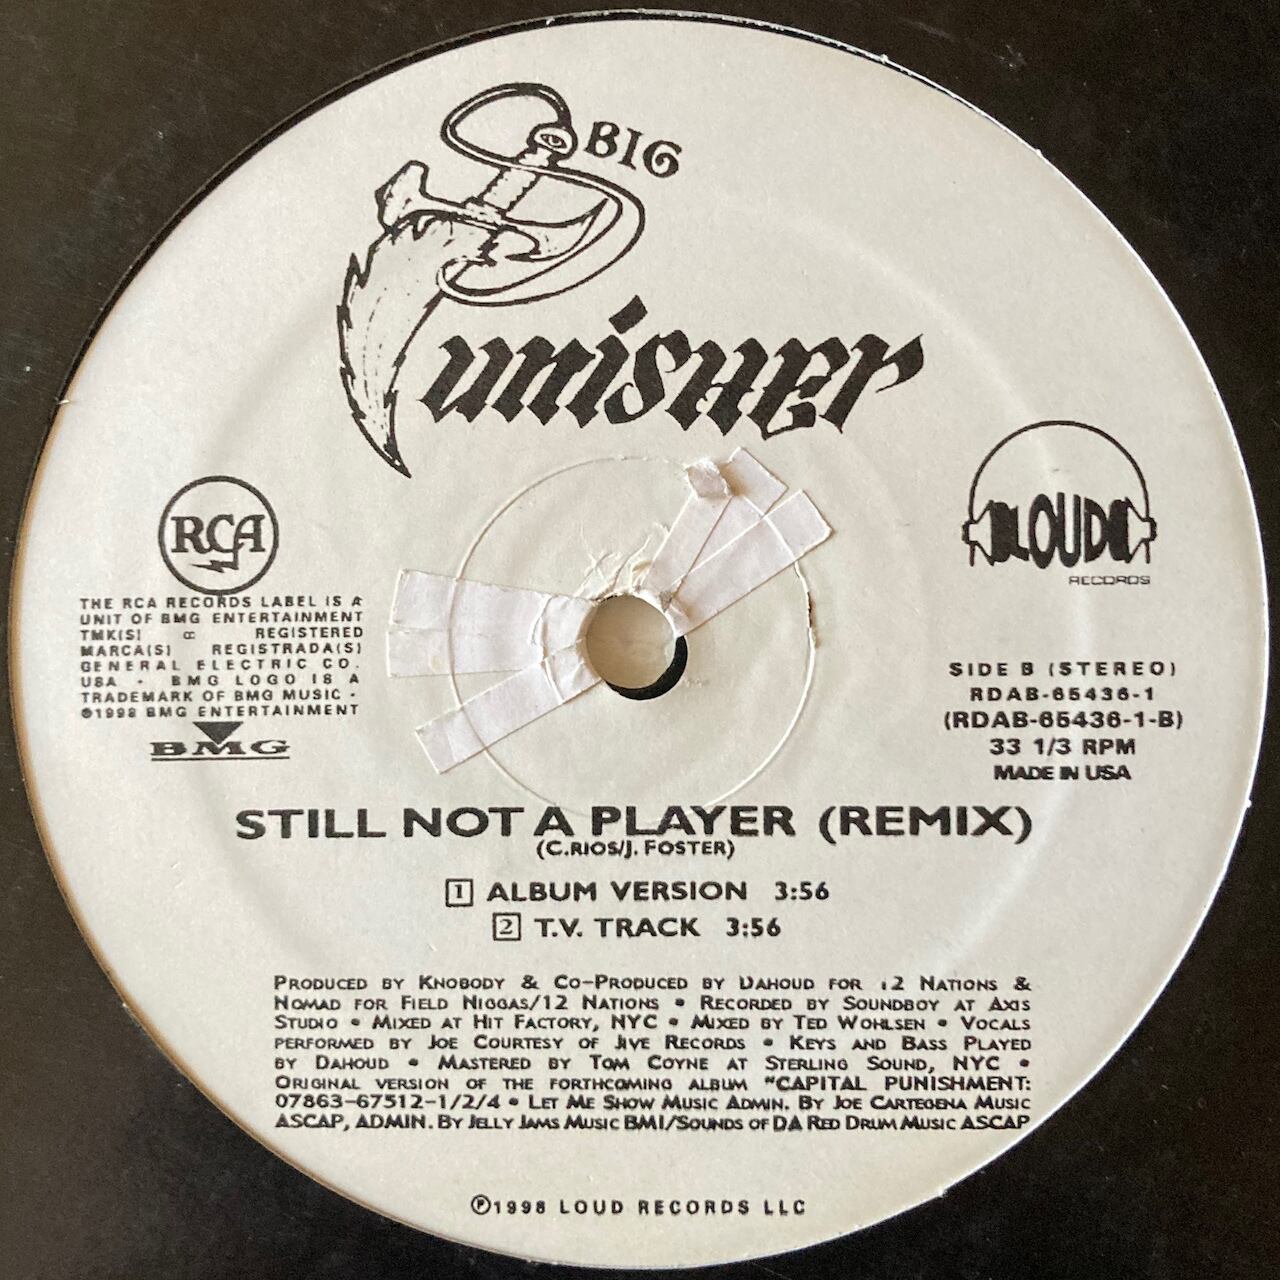 BIG
Punisher
RCA
THE RCA RECORDS LABEL IS A
UNIT OF BMG ENTERTAINMENT
TMK(S) ® REGISTERED
MARCA(S) REGISTRADA(S)
GENERAL ELECTRIC CO.
USA • BMG LOGO IS A
TRADEMARK OF BMG MUSIC •
©1998 BMG ENTERTAINMENT
BMG
LOUD
RECORDS
SIDE B (STEREO)
RDAB-65436-1
(RDAB-65436-1-B)
33 1/3 RPM
MADE IN USA
STILL NOT A PLAYER (REMIX)
(C.RIOS/J. FOSTER)
1 ALBUM VERSION 3:56
2 T.V. TRACK 3:56
PRODUCED BY KNOBODY & CO-PRODUCED BY DAHOUD FOR 12 NATIONS &
NOMAD FOR FIELD NIGGAS/12 NATIONS • RECORDED BY SOUNDBOY AT AXIS
STUDIO • MIXED AT HIT FACTORY, NYC • MIXED BY TED WOHLSEN • VOCALS
PERFORMED BY JOE COURTESY OF JIVE RECORDS • KEYS AND BASS PLAYED
BY DAHOUD • MASTERED BY TOM COYNE AT STERLING SOUND, NYC •
ORIGINAL VERSION OF THE FORTHCOMING ALBUM "CAPITAL PUNISHMENT:
07863-67512-1/2/4 • LET ME SHOW MUSIC ADMIN. BY JOE CARTEGENA MUSIC
ASCAP, ADMIN. BY JELLY JAMS MUSIC BMI/SOUNDS OF DA RED DRUM MUSIC ASCAP
℗1998 LOUD RECORDS LLC